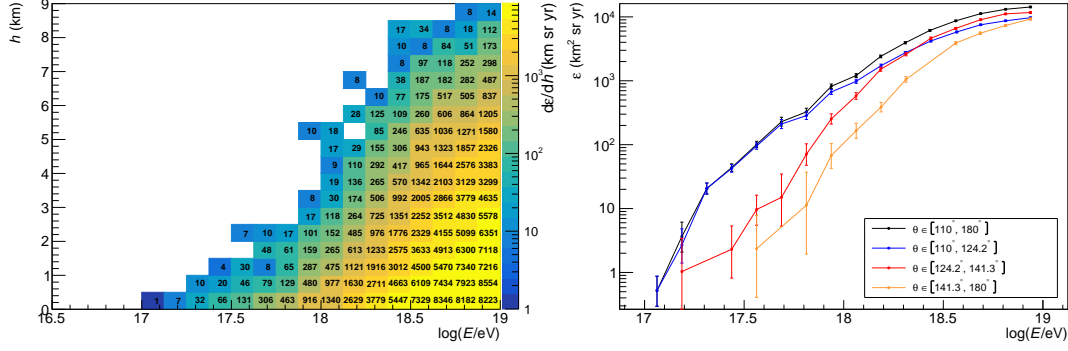 h (km)
9
8
7
6
5
4
3
2
1
0
8 14
17 34 8 18 112
10 8 84 51 173
8 97 118 252 298
8 38 187 182 282 487
10 77 175 517 505 837
28 125 109 260 606 864 1205
10 18 85 246 635 1036 1271 1580
17 29 155 306 943 1323 1857 2326
9 110 292 417 965 1644 2576 3383
19 136 265 570 1342 2103 3129 3299
8 30 174 506 992 2005 2866 3779 4635
17 118 264 725 1351 2252 3512 4830 5578
7 10 17 152 485 976 1776 2329 4155 5099 6351
48 61 159 265 613 1233 2575 3633 4913 6300 7118
4 30 8 65 287 475 1121 1916 3012 4500 5470 7340 7216
10 20 46 79 129 480 977 1630 2711 4663 6109 7434 7923 8554
1 7 32 66 131 306 463 916 1340 2629 3779 5447 7329 8346 8182 8223
16.5 17 17.5 18 18.5 19
log(E/eV)
10³
10²
10
1
dε/dh (km sr yr)
ε (km² sr yr)
10⁴
10³
10²
10
1
θ ∈ [110°, 180°]
θ ∈ [110°, 124.2°]
θ ∈ [124.2°, 141.3°]
θ ∈ [141.3°, 180°]
17 17.5 18 18.5 19
log(E/eV)